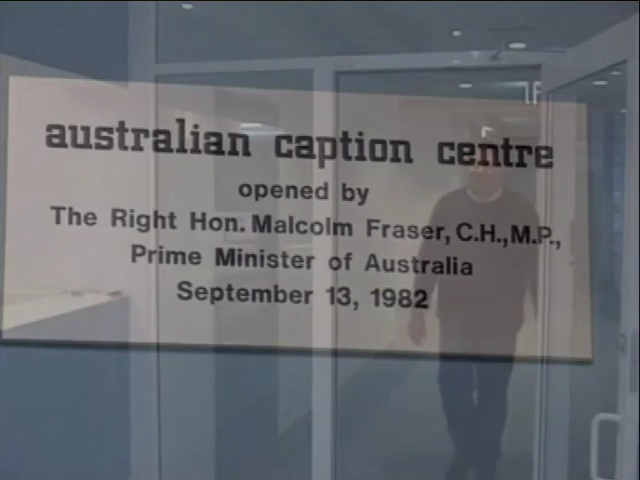 australian caption centre
opened by
The Right Hon. Malcolm Fraser, C.H., M.P.,
Prime Minister of Australia
September 13, 1982